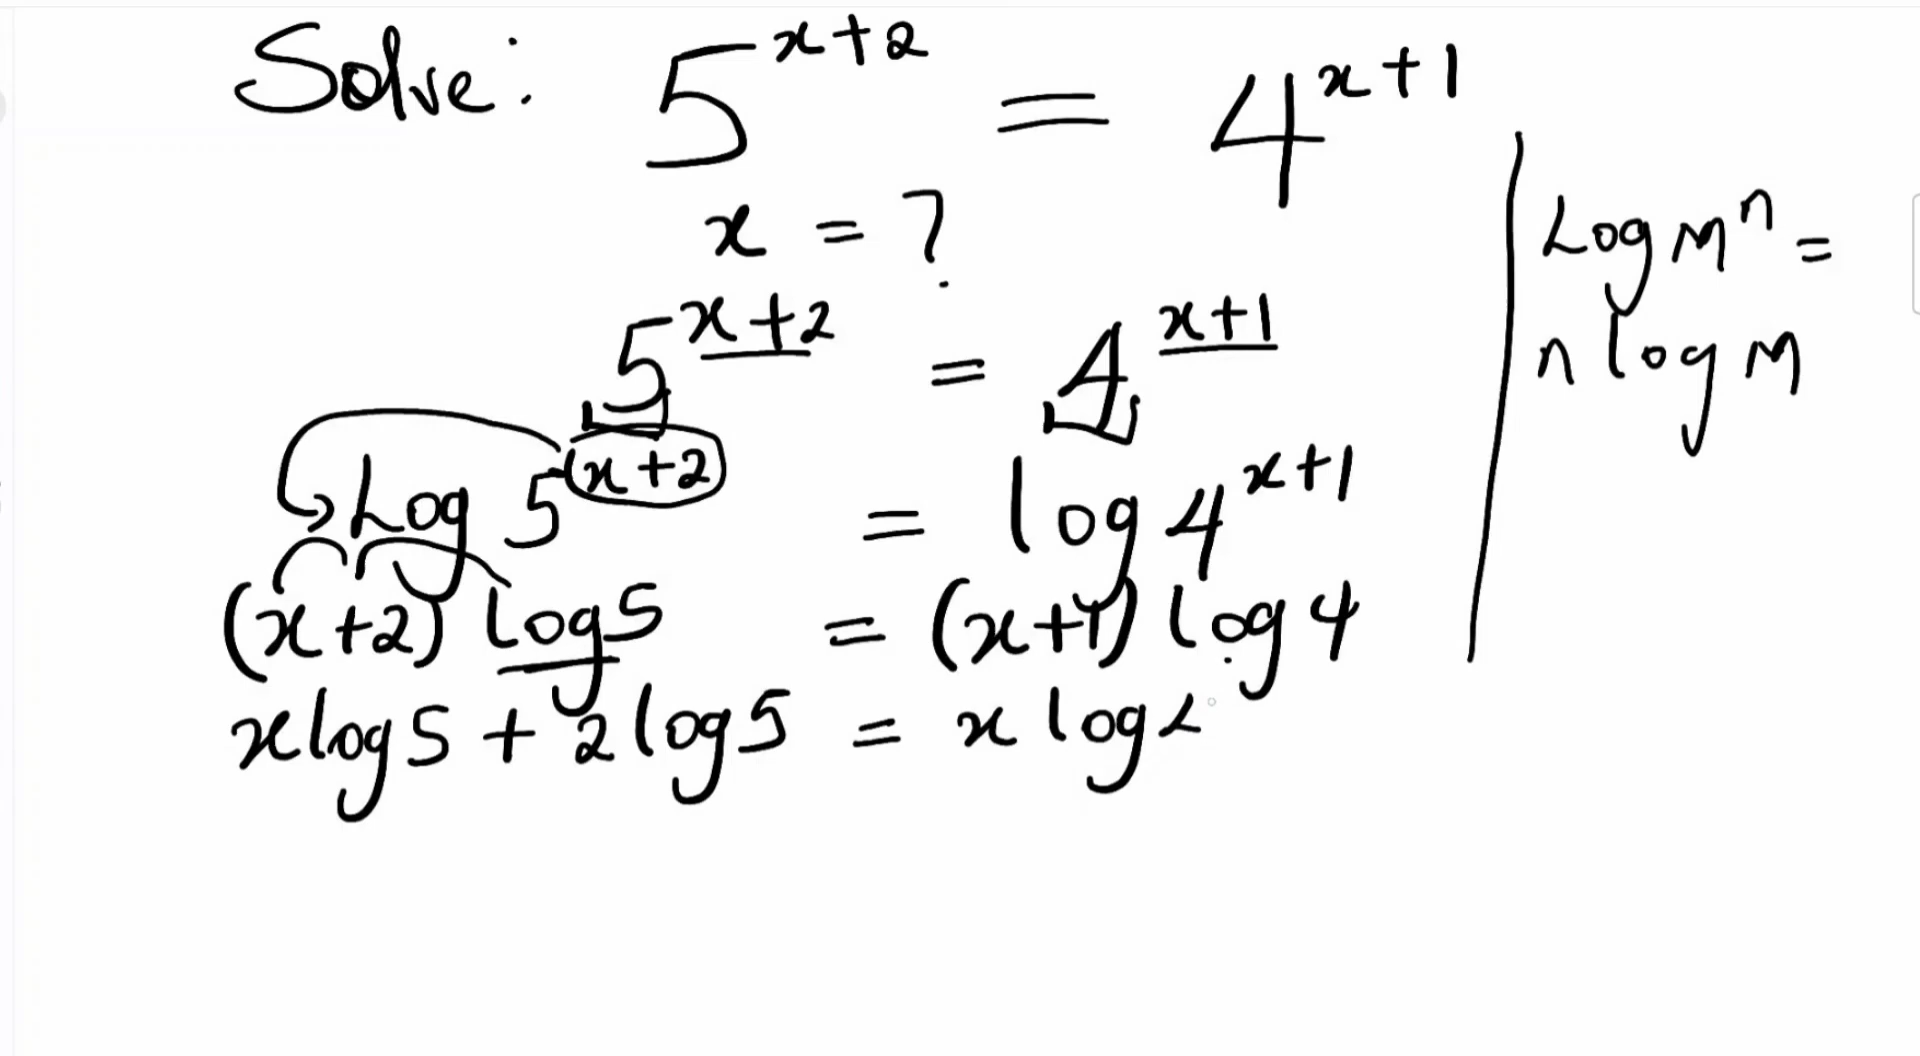 Solve: 5^{x+2} = 4^{x+1}
x = ?
5^{x+2} = 4^{x+1}
Log 5^{(x+2)} = log 4^{x+1}
(x+2) log5 = (x+1) log 4
xlog5 + 2log5 = x log
Log M^n =
n log M